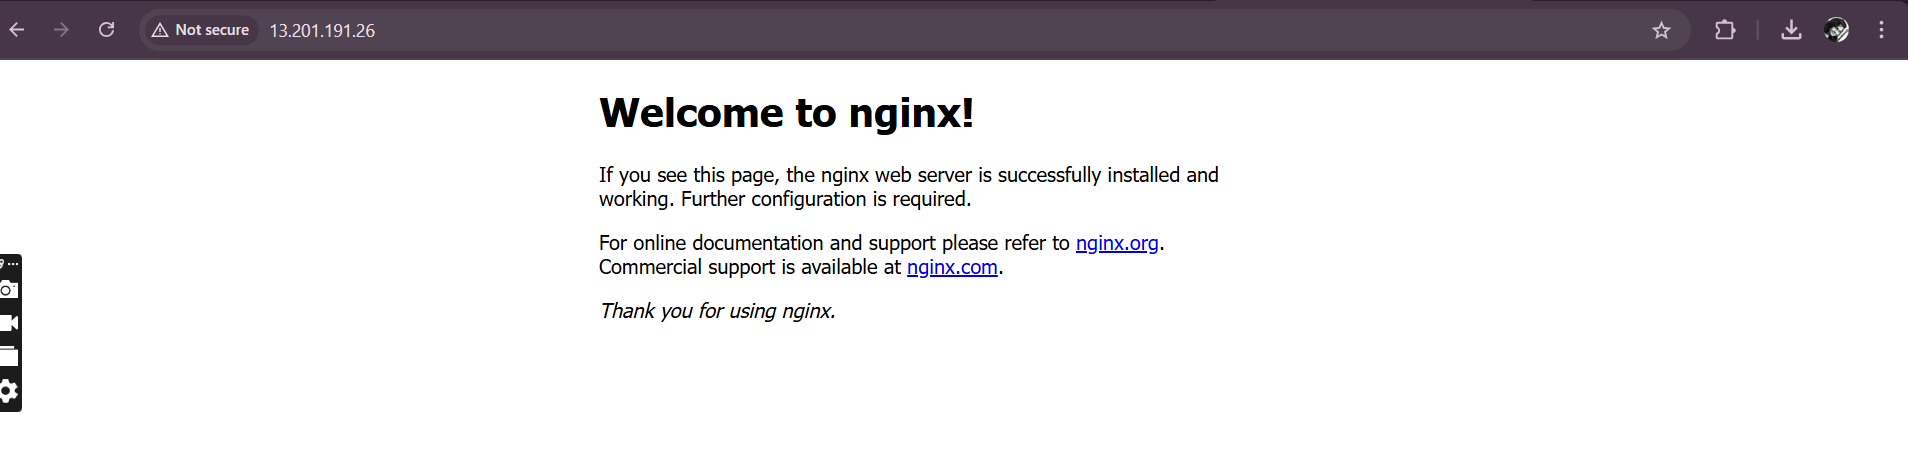 Not secure 13.201.191.26
Welcome to nginx!
If you see this page, the nginx web server is successfully installed and
working. Further configuration is required.
For online documentation and support please refer to nginx.org.
Commercial support is available at nginx.com.
Thank you for using nginx.